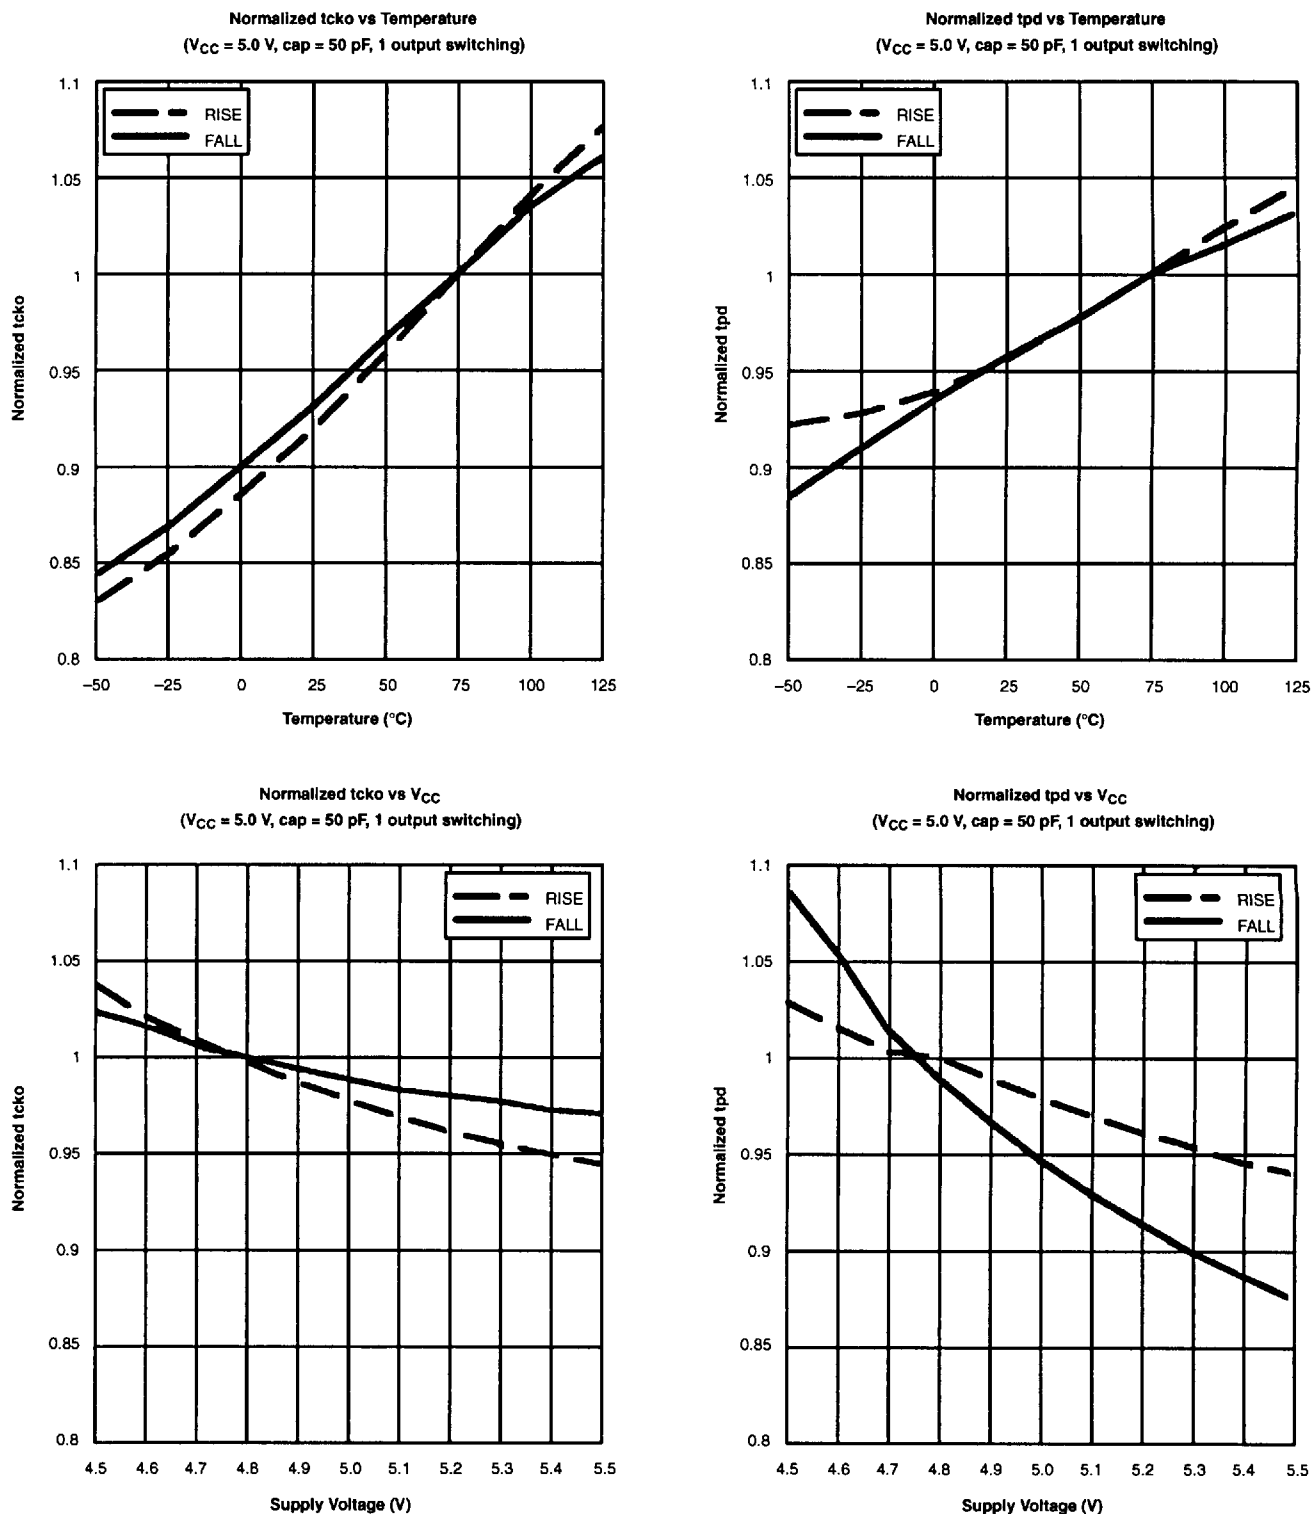 Normalized tcko vs Temperature
(VCC = 5.0 V, cap = 50 pF, 1 output switching)
1.1
1.05
1
0.95
0.9
0.85
0.8
RISE
FALL
Normalized tcko
−50
−25
0
25
50
75
100
125
Temperature (°C)
Normalized tpd vs Temperature
(VCC = 5.0 V, cap = 50 pF, 1 output switching)
1.1
1.05
1
0.95
0.9
0.85
0.8
RISE
FALL
Normalized tpd
−50
−25
0
25
50
75
100
125
Temperature (°C)
Normalized tcko vs VCC
(VCC = 5.0 V, cap = 50 pF, 1 output switching)
1.1
1.05
1
0.95
0.9
0.85
0.8
RISE
FALL
Normalized tcko
4.5
4.6
4.7
4.8
4.9
5.0
5.1
5.2
5.3
5.4
5.5
Supply Voltage (V)
Normalized tpd vs VCC
(VCC = 5.0 V, cap = 50 pF, 1 output switching)
1.1
1.05
1
0.95
0.9
0.85
0.8
RISE
FALL
Normalized tpd
4.5
4.6
4.7
4.8
4.9
5.0
5.1
5.2
5.3
5.4
5.5
Supply Voltage (V)